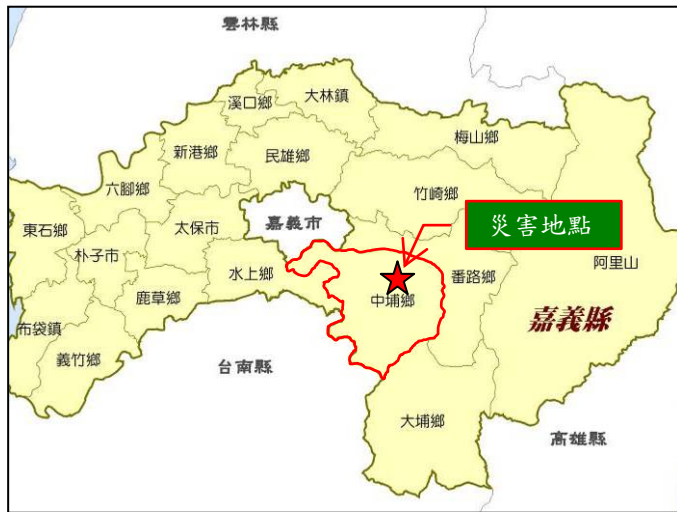 雲林縣
溪口鄉
大林鎮
梅山鄉
新港鄉
民雄鄉
竹崎鄉
六腳鄉
東石鄉
太保市
嘉義市
災害地點
朴子市
水上鄉
番路鄉
阿里山
鹿草鄉
中埔鄉
布袋鎮
嘉義縣
義竹鄉
台南縣
大埔鄉
高雄縣